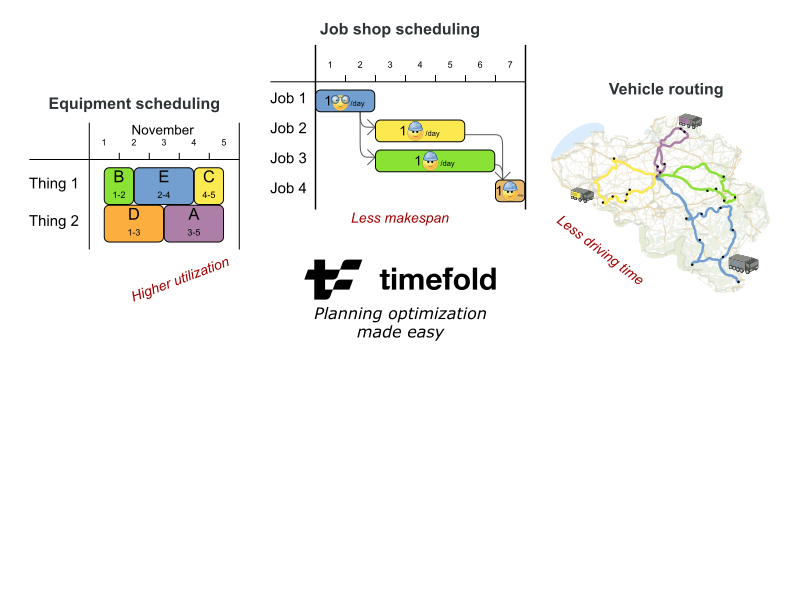 Job shop scheduling
1 2 3 4 5 6 7
Job 1
1 /day
Job 2
1 /day
Job 3
1 /day
Job 4
1
Less makespan
Equipment scheduling
November
1 2 3 4 5
Thing 1
B E C
1-2 2-4 4-5
Thing 2
D A
1-3 3-5
Higher utilization
Vehicle routing
Less driving time
timefold
Planning optimization
made easy